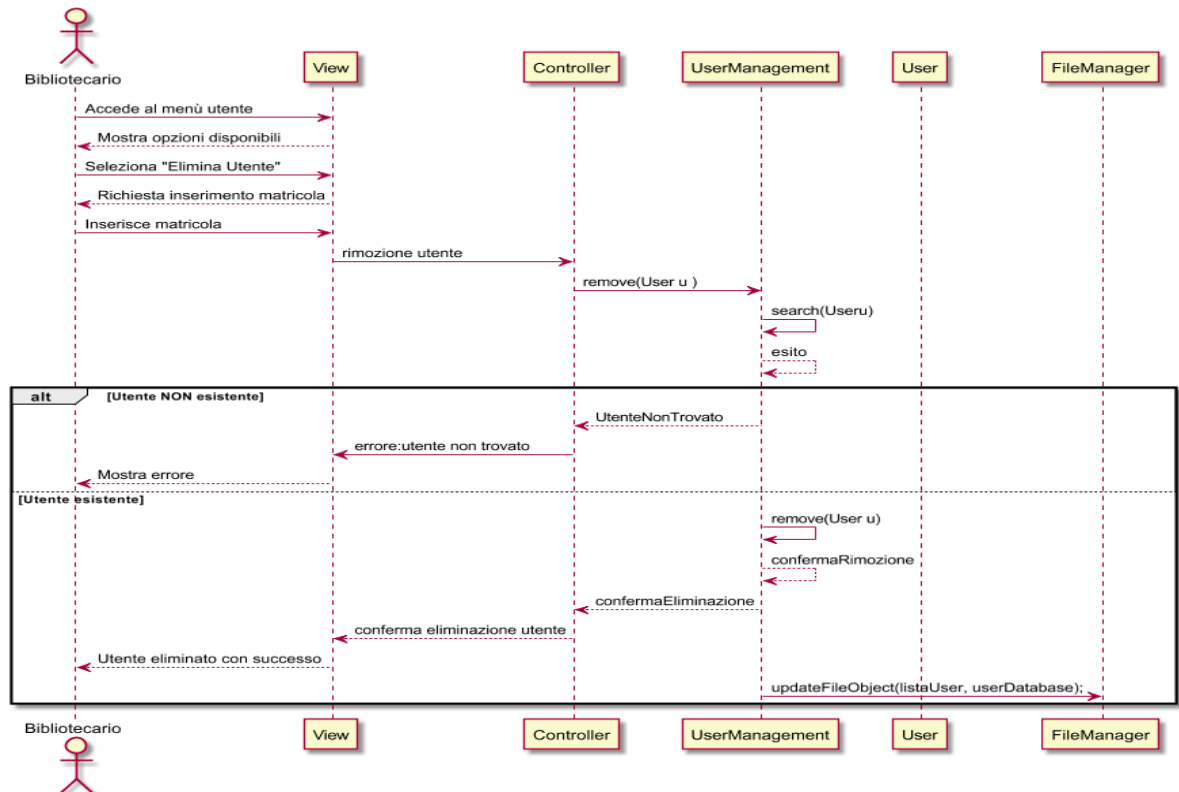 Bibliotecario
View
Controller
UserManagement
User
FileManager
Accede al menù utente
Mostra opzioni disponibili
Seleziona "Elimina Utente"
Richiesta inserimento matricola
Inserisce matricola
rimozione utente
remove(User u )
search(Useru)
esito
alt [Utente NON esistente]
UtenteNonTrovato
errore:utente non trovato
Mostra errore
[Utente esistente]
remove(User u)
confermaRimozione
confermaEliminazione
conferma eliminazione utente
Utente eliminato con successo
updateFileObject(listaUser, userDatabase);
Bibliotecario
View
Controller
UserManagement
User
FileManager